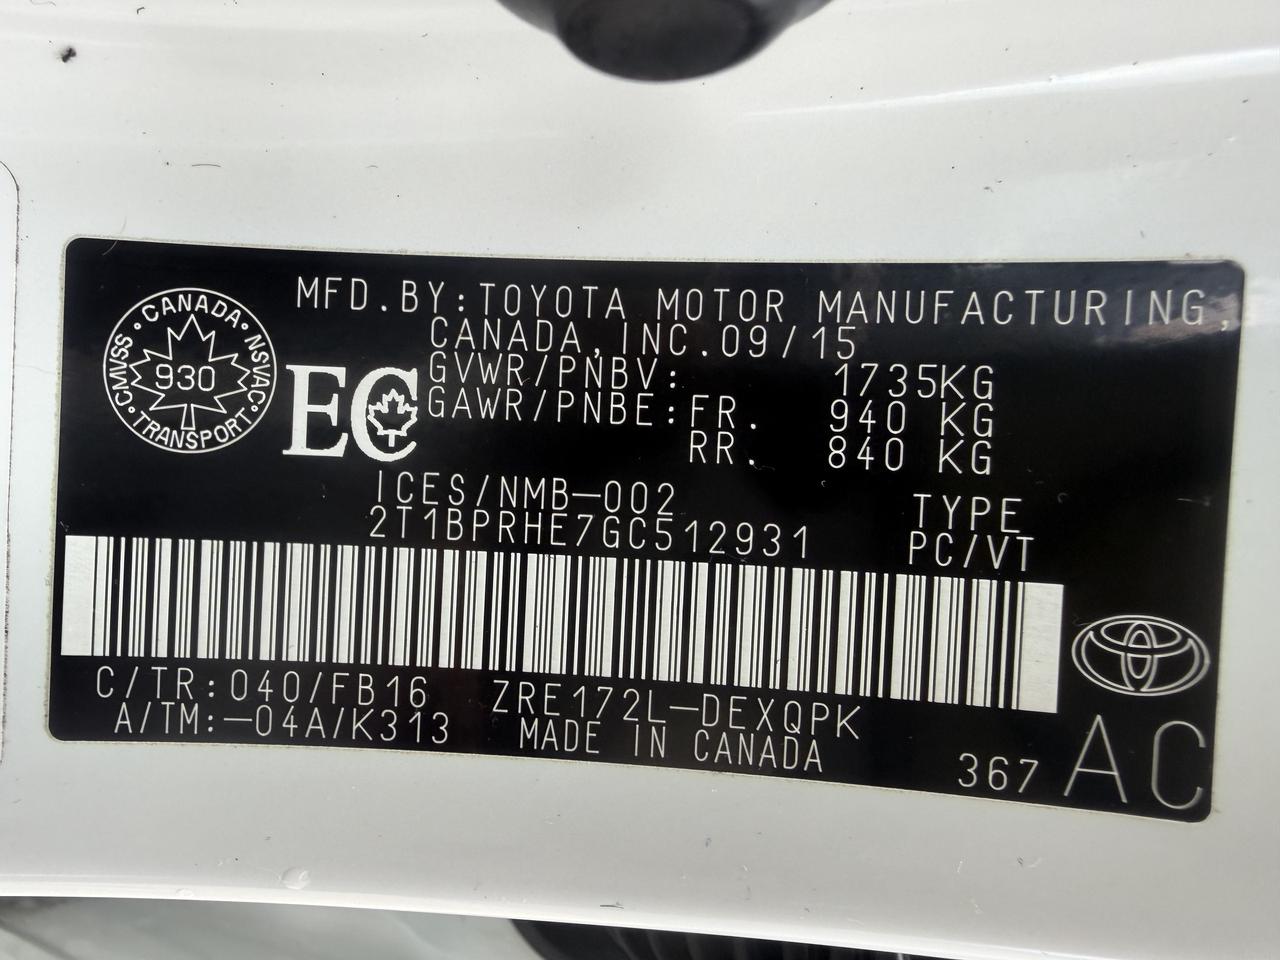 MFD.BY:TOYOTA MOTOR MANUFACTURING,
CANADA, INC.09/15
GVWR/PNBV: 1735KG
GAWR/PNBE:FR. 940 KG
RR. 840 KG
CANADA
CMVSS 930 NSVAC
TRANSPORT
EC
ICES/NMB-002
2T1BPRHE7GC512931
TYPE
PC/VT
C/TR:040/FB16 ZRE172L-DEXQPK
A/TM:-04A/K313 MADE IN CANADA
367 AC